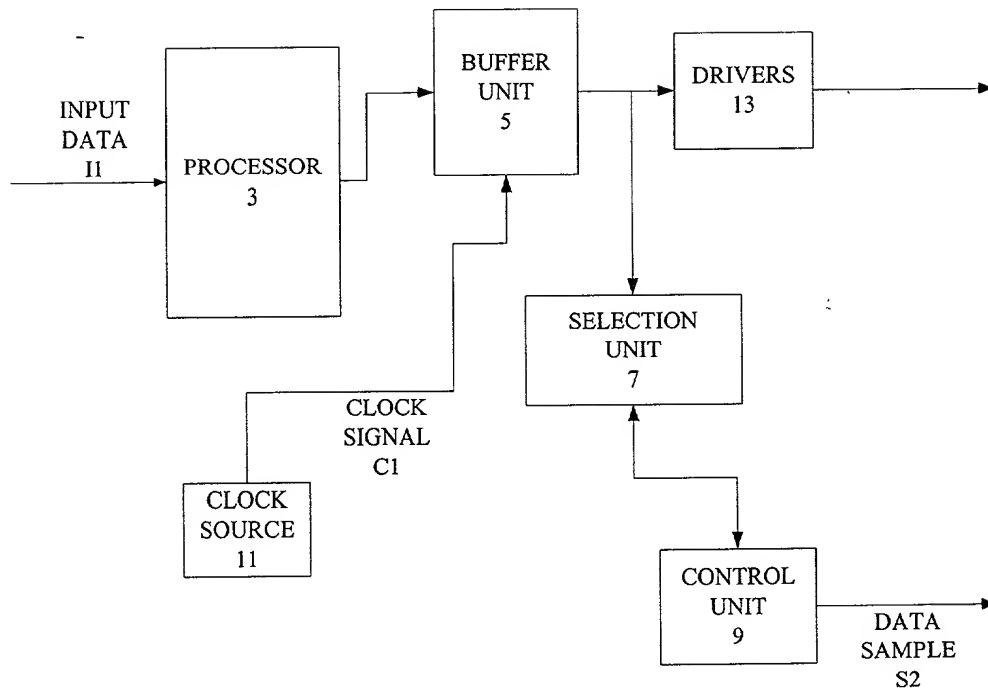 INPUT
DATA
I1
PROCESSOR
3
BUFFER
UNIT
5
DRIVERS
13
SELECTION
UNIT
7
CLOCK
SIGNAL
C1
CLOCK
SOURCE
11
CONTROL
UNIT
9
DATA
SAMPLE
S2